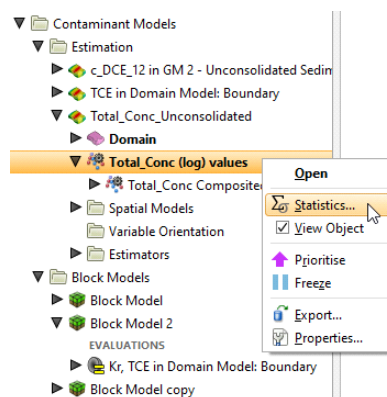 Contaminant Models
Estimation
c_DCE_12 in GM 2 - Unconsolidated Sedim
TCE in Domain Model: Boundary
Total_Conc_Unconsolidated
Domain
Total_Conc (log) values
Total_Conc Composite
Spatial Models
Variable Orientation
Estimators
Block Models
Block Model
Block Model 2
EVALUATIONS
Kr, TCE in Domain Model: Boundary
Block Model copy
Open
Statistics...
View Object
Prioritise
Freeze
Export...
Properties...